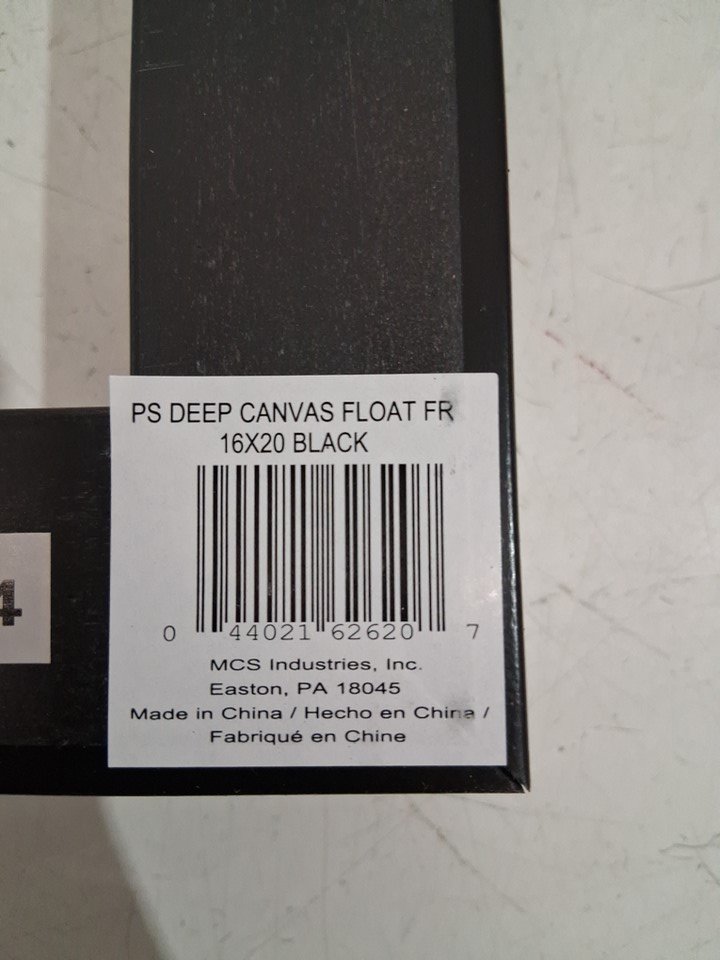 PS DEEP CANVAS FLOAT FR
16X20 BLACK
0 44021 62620 7
MCS Industries, Inc.
Easton, PA 18045
Made in China / Hecho en China /
Fabriqué en Chine
4